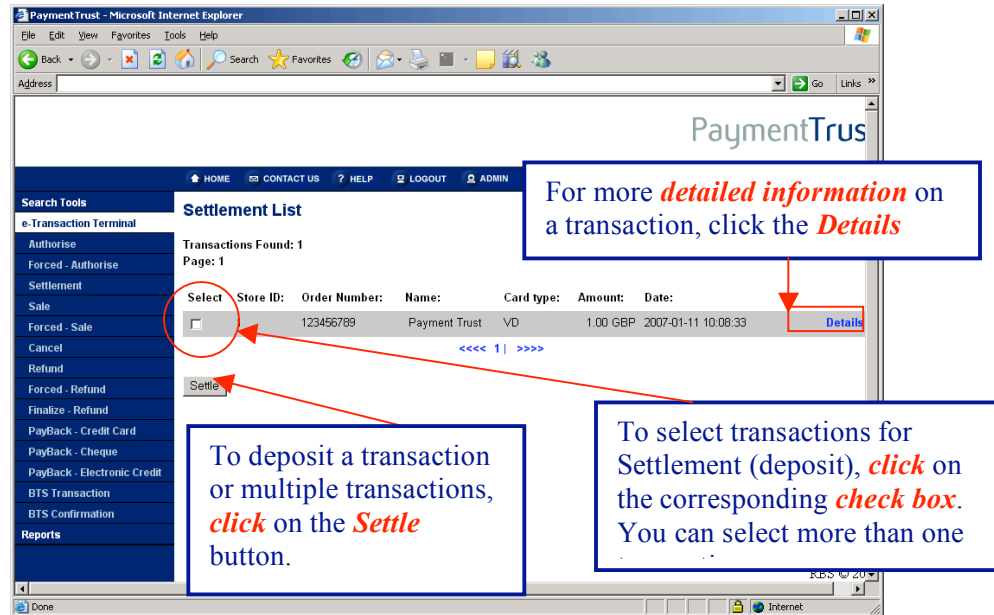 PaymentTrust - Microsoft Internet Explorer
File Edit View Favorites Tools Help
Back Search Favorites
Address Go Links »
PaymentTrus
HOME CONTACT US ? HELP LOGOUT ADMIN
For more detailed information on
a transaction, click the Details
Search Tools
e-Transaction Terminal
Authorise
Forced - Authorise
Settlement
Sale
Forced - Sale
Cancel
Refund
Forced - Refund
Finalize - Refund
PayBack - Credit Card
PayBack - Cheque
PayBack - Electronic Credit
BTS Transaction
BTS Confirmation
Reports
Settlement List
Transactions Found: 1
Page: 1
Select Store ID: Order Number: Name: Card type: Amount: Date:
123456789 Payment Trust VD 1.00 GBP 2007-01-11 10:08:33 Details
<<<< 1| >>>>
Settle
To deposit a transaction
or multiple transactions,
click on the Settle
button.
To select transactions for
Settlement (deposit), click on
the corresponding check box.
You can select more than one
RBS © 20
Done Internet